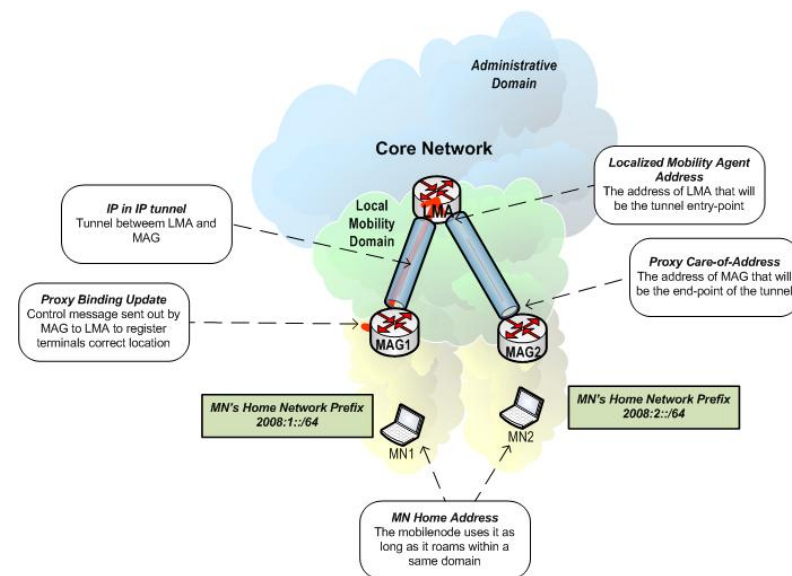 Administrative
Domain
Core Network
Localized Mobility Agent
Address
The address of LMA that will
be the tunnel entry-point
IP in IP tunnel
Tunnel betweem LMA and
MAG
LMA
Local
Mobility
Domain
Proxy Care-of-Address
The address of MAG that will
be the end-point of the tunnel
Proxy Binding Update
Control message sent out by
MAG to LMA to register
terminals correct location
MAG1
MAG2
MN's Home Network Prefix
2008:1::/64
MN's Home Network Prefix
2008:2::/64
MN1
MN2
MN Home Address
The mobilenode uses it as
long as it roams within a
same domain